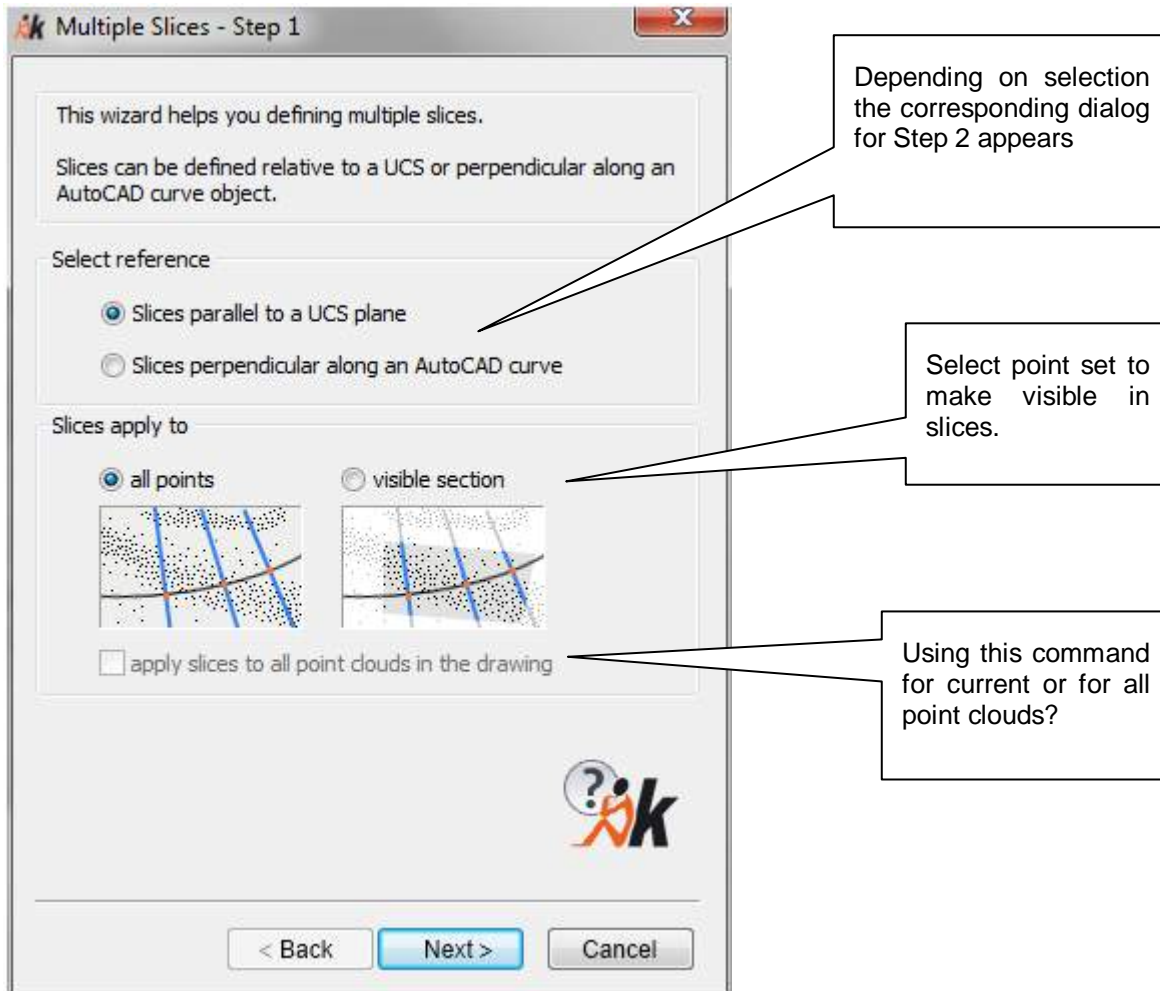 Multiple Slices - Step 1
This wizard helps you defining multiple slices.
Slices can be defined relative to a UCS or perpendicular along an
AutoCAD curve object.
Select reference
Slices parallel to a UCS plane
Slices perpendicular along an AutoCAD curve
Slices apply to
all points
visible section
apply slices to all point clouds in the drawing
? k
< Back
Next >
Cancel
Depending on selection
the corresponding dialog
for Step 2 appears
Select point set to
make visible in
slices.
Using this command
for current or for all
point clouds?